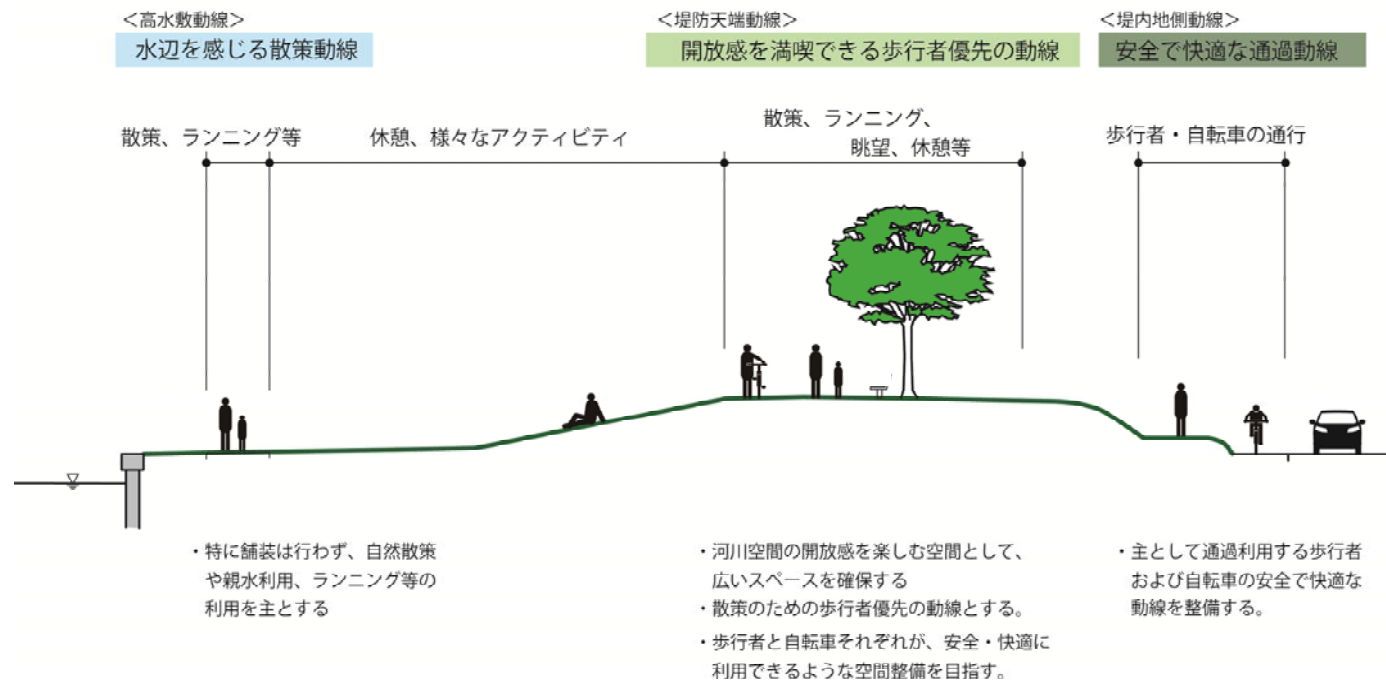 ＜高水敷動線＞
水辺を感じる散策動線
＜堤防天端動線＞
開放感を満喫できる歩行者優先の動線
＜堤内地側動線＞
安全で快適な通過動線
散策、ランニング等
休憩、様々なアクティビティ
散策、ランニング、
眺望、休憩等
歩行者・自転車の通行
・特に舗装は行わず、自然散策
や親水利用、ランニング等の
利用を主とする
・河川空間の開放感を楽しむ空間として、
広いスペースを確保する
・散策のための歩行者優先の動線とする。
・歩行者と自転車それぞれが、安全・快適に
利用できるような空間整備を目指す。
・主として通過利用する歩行者
および自転車の安全で快適な
動線を整備する。